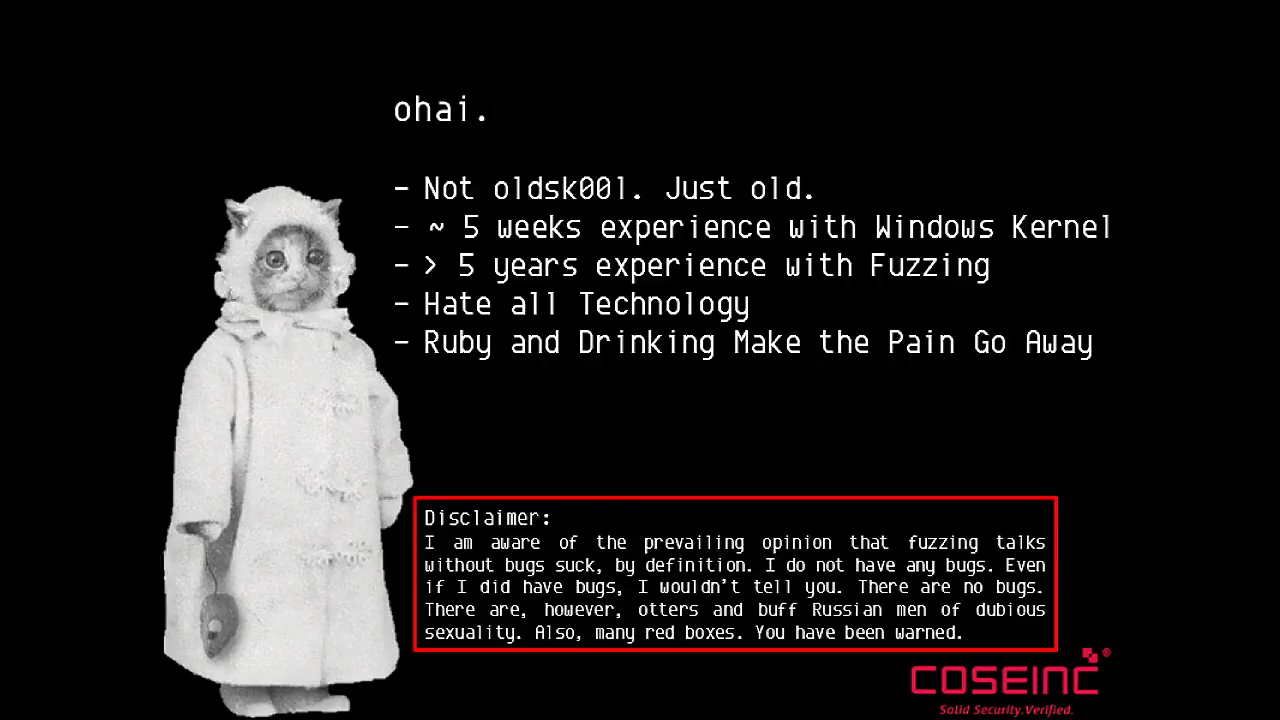 ohai.
- Not oldsk00l. Just old.
- ~ 5 weeks experience with Windows Kernel
- > 5 years experience with Fuzzing
- Hate all Technology
- Ruby and Drinking Make the Pain Go Away
Disclaimer:
I am aware of the prevailing opinion that fuzzing talks
without bugs suck, by definition. I do not have any bugs. Even
if I did have bugs, I wouldn't tell you. There are no bugs.
There are, however, otters and buff Russian men of dubious
sexuality. Also, many red boxes. You have been warned.
COSEINC®
Solid Security.Verified.